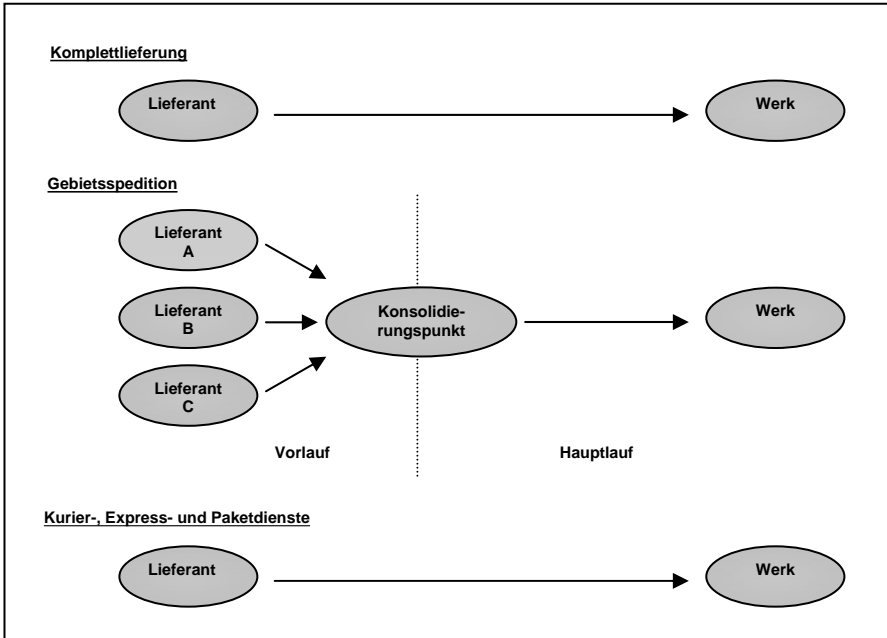 Komplettlieferung
Lieferant
Werk
Gebietsspedition
Lieferant
A
Lieferant
B
Konsolidie-
rungspunkt
Werk
Lieferant
C
Vorlauf
Hauptlauf
Kurier-, Express- und Paketdienste
Lieferant
Werk